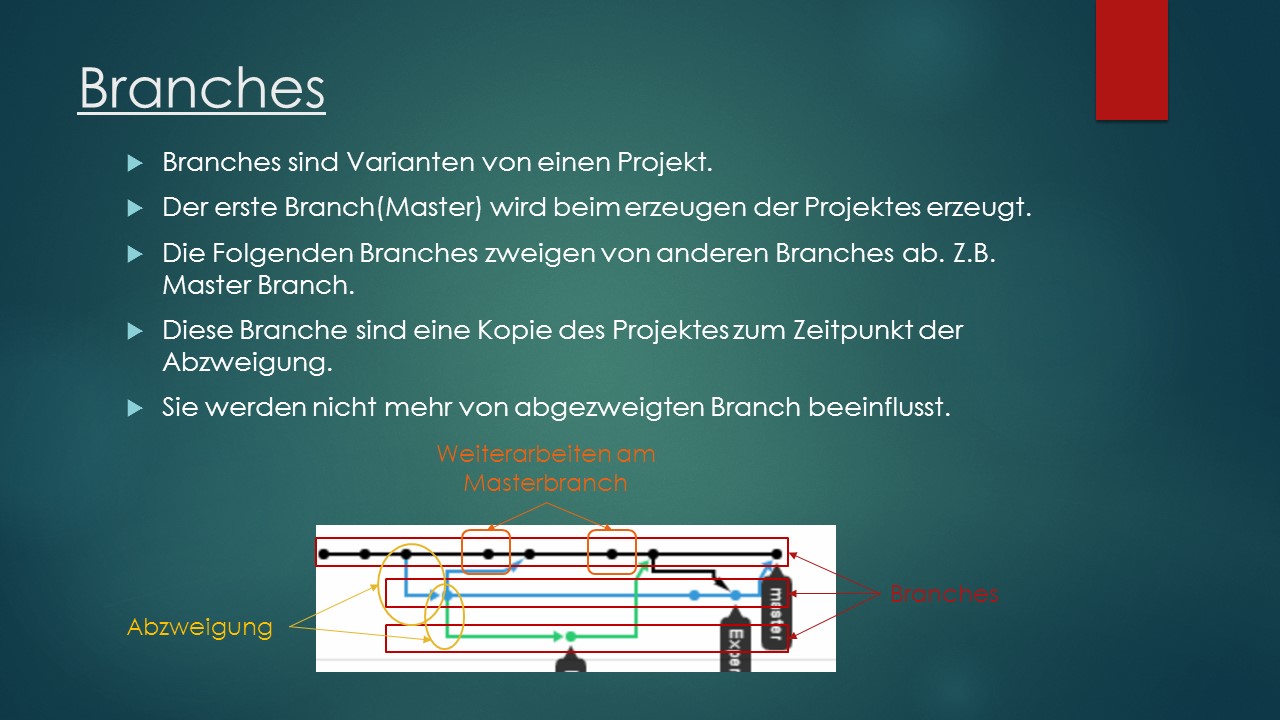 Branches
Branches sind Varianten von einen Projekt.
Der erste Branch(Master) wird beim erzeugen der Projektes erzeugt.
Die Folgenden Branches zweigen von anderen Branches ab. Z.B.
Master Branch.
Diese Branche sind eine Kopie des Projektes zum Zeitpunkt der
Abzweigung.
Sie werden nicht mehr von abgezweigten Branch beeinflusst.
Weiterarbeiten am
Masterbranch
Branches
Abzweigung
master
Exper